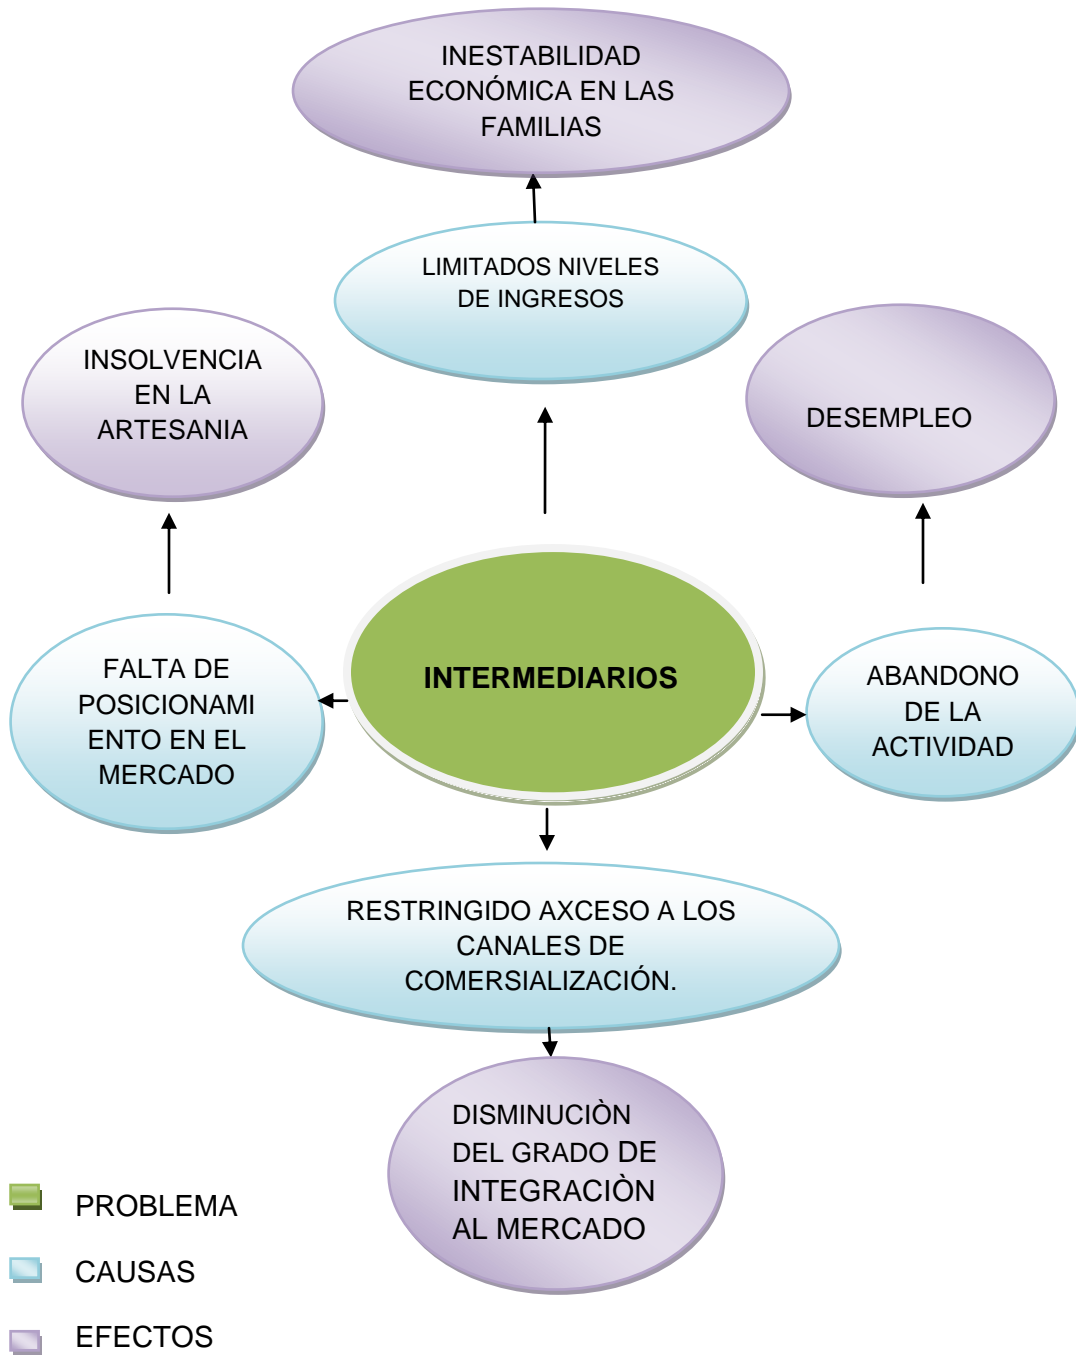 INESTABILIDAD
ECONÓMICA EN LAS
FAMILIAS
LIMITADOS NIVELES
DE INGRESOS
INSOLVENCIA
EN LA
ARTESANIA
DESEMPLEO
INTERMEDIARIOS
FALTA DE
POSICIONAMI
ENTO EN EL
MERCADO
ABANDONO
DE LA
ACTIVIDAD
RESTRINGIDO AXCESO A LOS
CANALES DE
COMERSIALIZACIÓN.
DISMINUCIÒN
DEL GRADO DE
INTEGRACIÒN
AL MERCADO
PROBLEMA
CAUSAS
EFECTOS